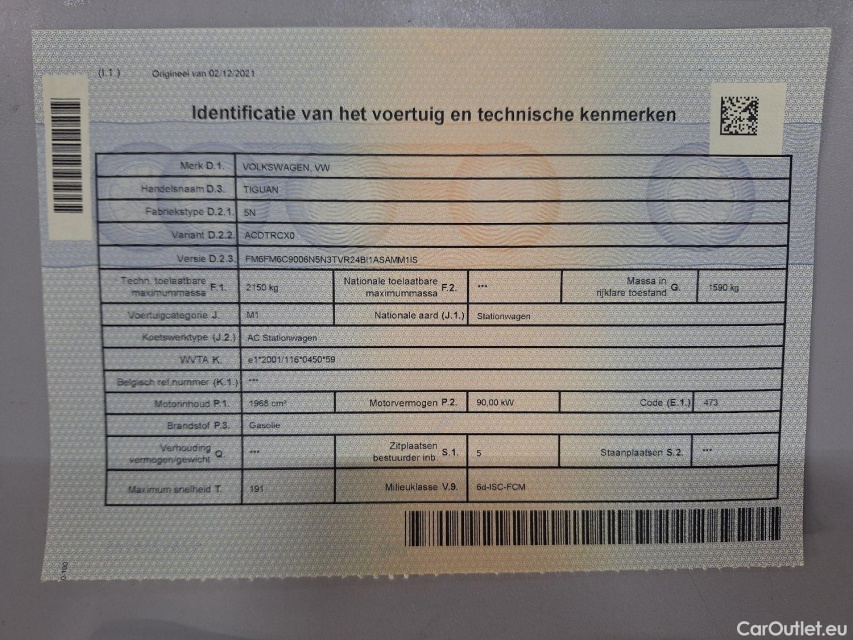 (I.1.) Origineel van 02/12/2021
Identificatie van het voertuig en technische kenmerken
Merk D.1. VOLKSWAGEN, VW
Handelsnaam D.3. TIGUAN
Fabriekstype D.2.1. 5N
Variant D.2.2. ACDTRCX0
Versie D.2.3. FM6FM6C9006N5N3TVR24BI1ASAMM1IS
Techn. toelaatbare maximummassa F.1. 2150 kg Nationale toelaatbare maximummassa F.2. *** Massa in rijklare toestand G. 1590 kg
Voertuigcategorie J. M1 Nationale aard (J.1.) Stationwagen
Koetswerktype (J.2.) AC Stationwagen
WVTA K. e1*2001/116*0450*59
Belgisch ref.nummer (K.1.) ***
Motorinhoud P.1. 1968 cm³ Motorvermogen P.2. 90,00 kW Code (E.1.) 473
Brandstof P.3. Gasolie
Verhouding vermogen/gewicht Q. *** Zitplaatsen bestuurder inb. S.1. 5 Staanplaatsen S.2. ***
Maximum snelheid T. 191 Milieuklasse V.9. 6d-ISC-FCM
CarOutlet.eu